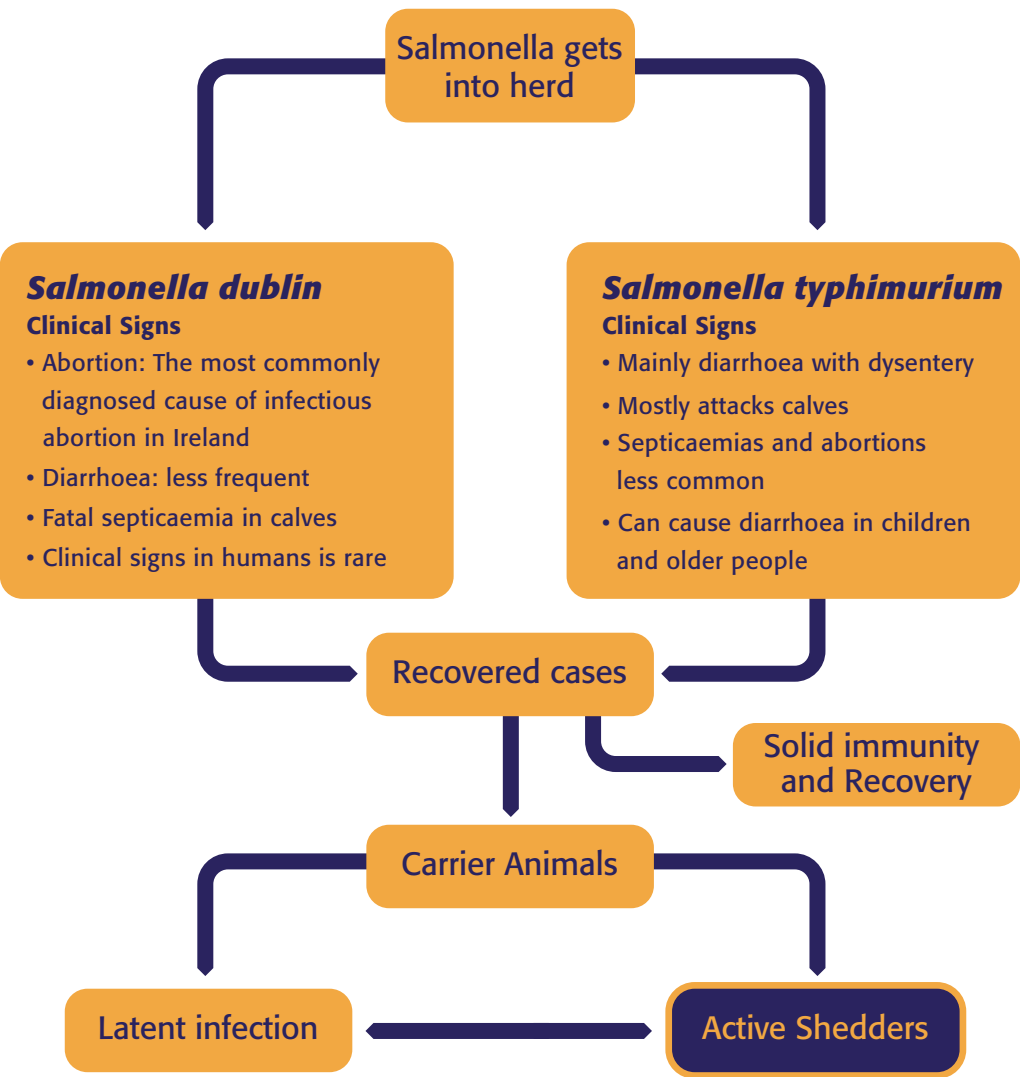 Salmonella gets
into herd
Salmonella dublin
Clinical Signs
• Abortion: The most commonly
diagnosed cause of infectious
abortion in Ireland
• Diarrhoea: less frequent
• Fatal septicaemia in calves
• Clinical signs in humans is rare
Salmonella typhimurium
Clinical Signs
• Mainly diarrhoea with dysentery
• Mostly attacks calves
• Septicaemias and abortions
less common
• Can cause diarrhoea in children
and older people
Recovered cases
Solid immunity
and Recovery
Carrier Animals
Latent infection
Active Shedders